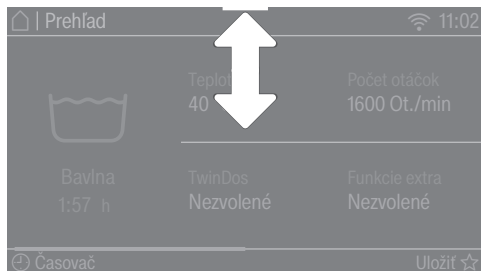 | Prehľad 11:02
Počet otáčok
40 1600 Ot./min
Bavlna TwinDos Funkcie extra
1:57 h Nezvolené Nezvolené
Časovač Uložiť